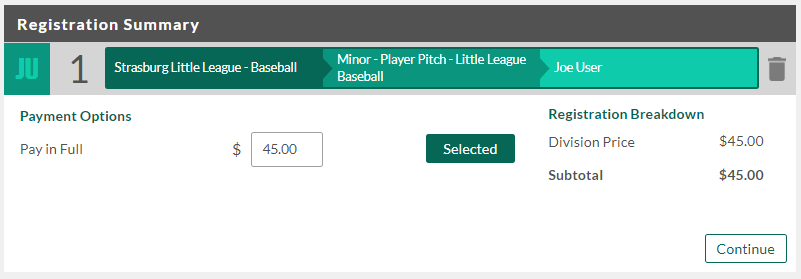 Registration Summary
JU
1
Strasburg Little League - Baseball
Minor - Player Pitch - Little League
Baseball
Joe User
Payment Options
Pay in Full
$
45.00
Selected
Registration Breakdown
Division Price
$45.00
Subtotal
$45.00
Continue